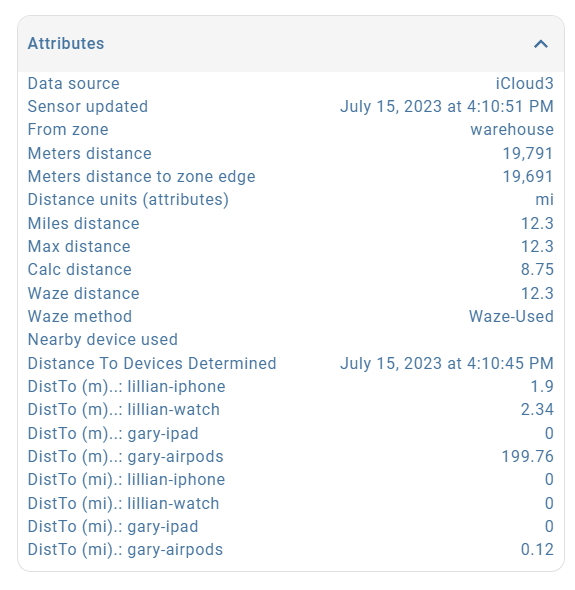 Attributes
Data source iCloud3
Sensor updated July 15, 2023 at 4:10:51 PM
From zone warehouse
Meters distance 19,791
Meters distance to zone edge 19,691
Distance units (attributes) mi
Miles distance 12.3
Max distance 12.3
Calc distance 8.75
Waze distance 12.3
Waze method Waze-Used
Nearby device used
Distance To Devices Determined July 15, 2023 at 4:10:45 PM
DistTo (m)..: lillian-iphone 1.9
DistTo (m)..: lillian-watch 2.34
DistTo (m)..: gary-ipad 0
DistTo (m)..: gary-airpods 199.76
DistTo (mi).: lillian-iphone 0
DistTo (mi).: lillian-watch 0
DistTo (mi).: gary-ipad 0
DistTo (mi).: gary-airpods 0.12